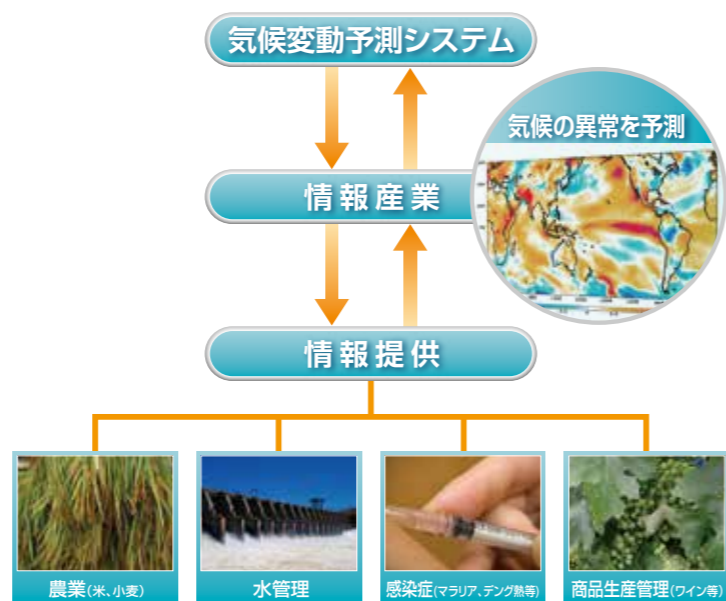 気候変動予測システム
気候の異常を予測
情報産業
情報提供
農業(米、小麦)
水管理
感染症(マラリア、デング熱等)
商品生産管理(ワイン等)